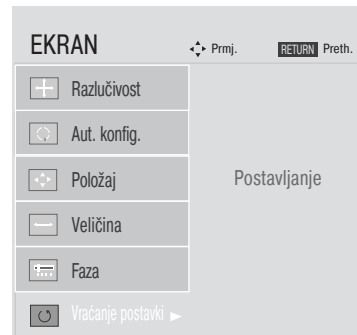 EKRAN
Prmj. RETURN Preth.
Razlučivost
Aut. konfig.
Položaj
Postavljanje
Veličina
Faza
Vraćanje postavki ►